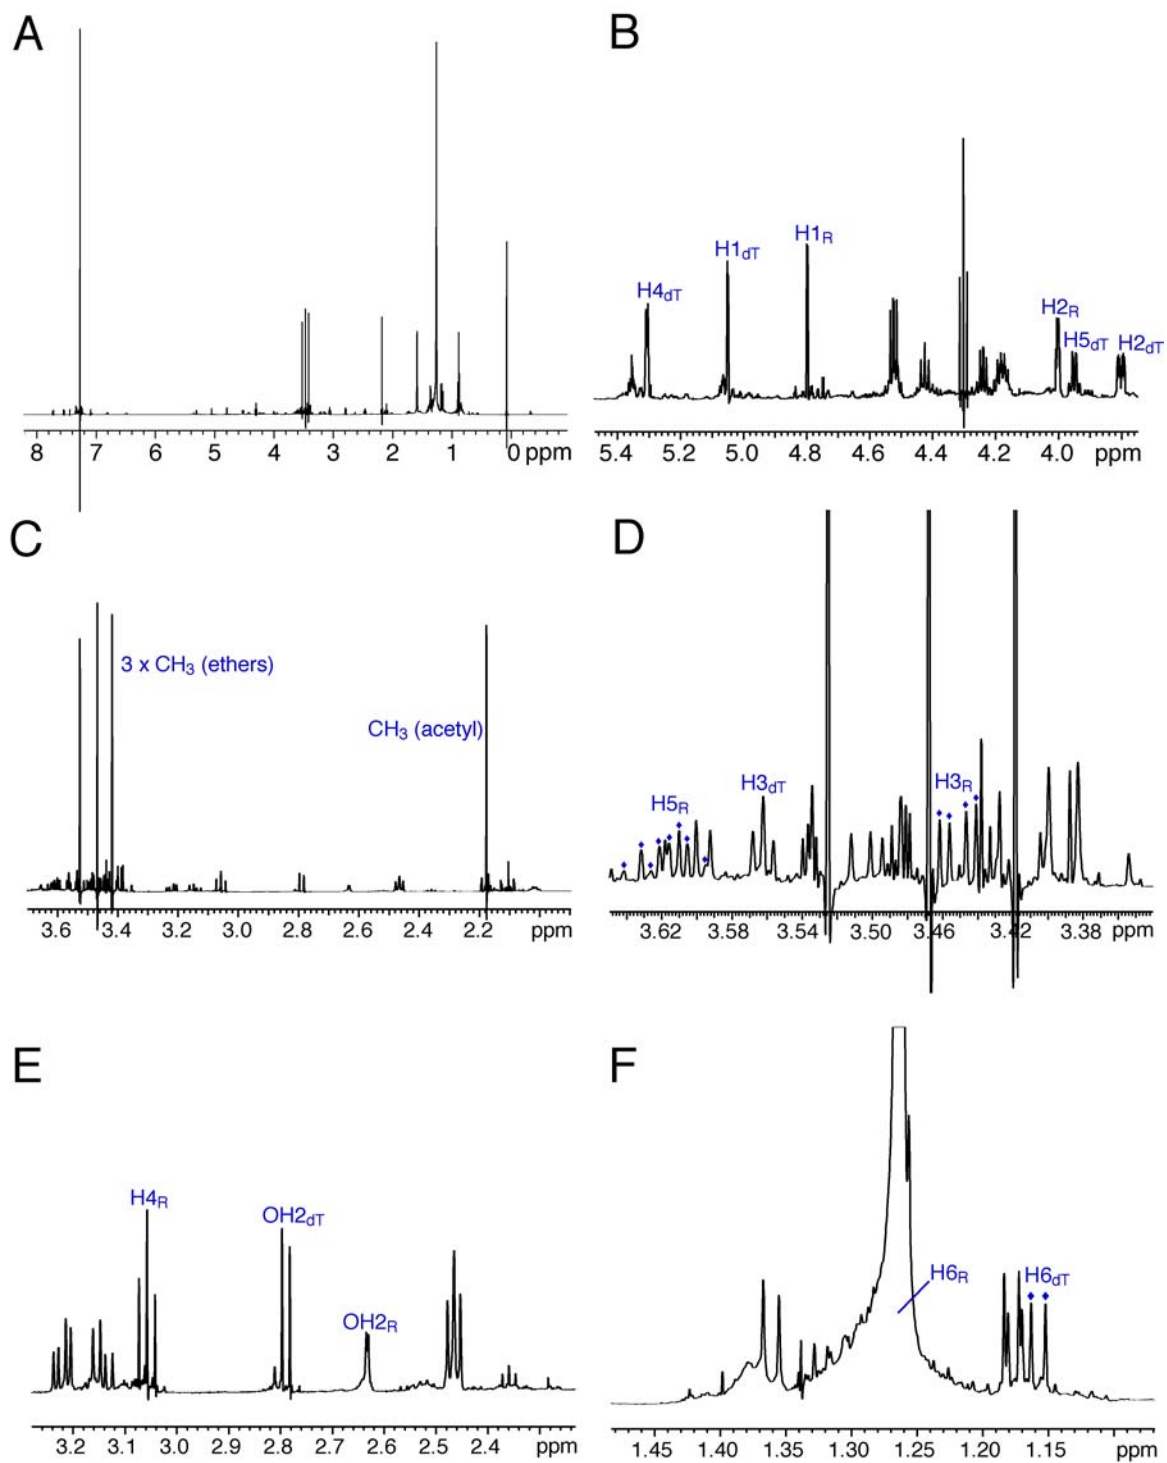 A
8 7 6 5 4 3 2 1 0 ppm
B
H4dT
H1dT
H1R
H2R
H5dT
H2dT
5.4 5.2 5.0 4.8 4.6 4.4 4.2 4.0 ppm
C
3 x CH3 (ethers)
CH3 (acetyl)
3.6 3.4 3.2 3.0 2.8 2.6 2.4 2.2 ppm
D
H5R
H3dT
H3R
3.62 3.58 3.54 3.50 3.46 3.42 3.38 ppm
E
H4R
OH2dT
OH2R
3.2 3.1 3.0 2.9 2.8 2.7 2.6 2.5 2.4 ppm
F
H6R
H6dT
1.45 1.40 1.35 1.30 1.25 1.20 1.15 ppm